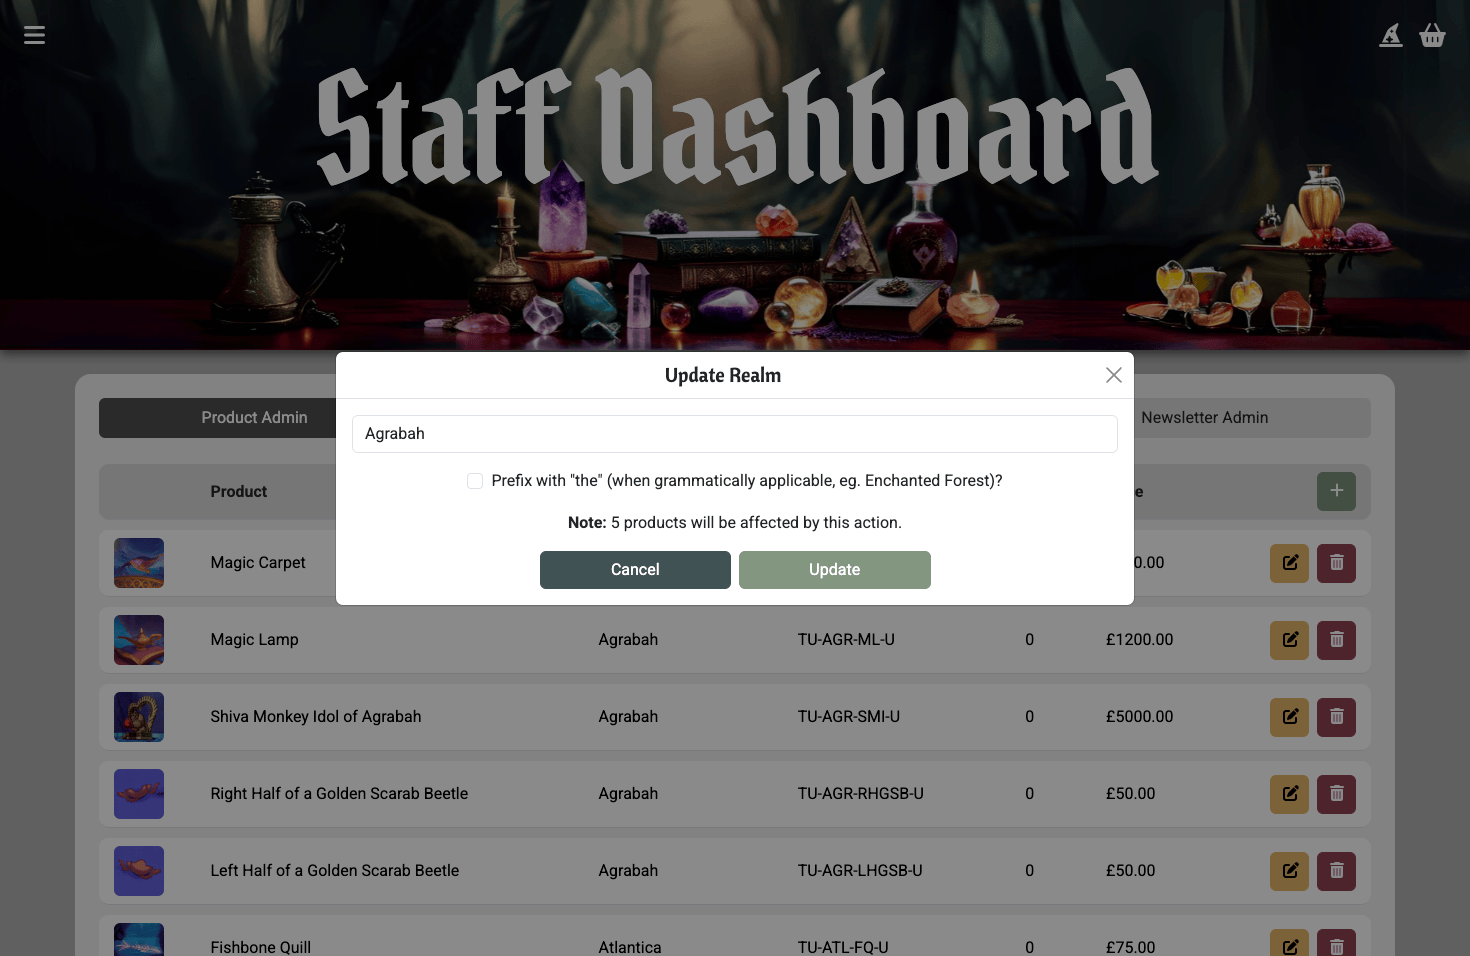 Staff Dashboard
Update Realm
Product Admin
Newsletter Admin
Agrabah
Prefix with "the" (when grammatically applicable, eg. Enchanted Forest)?
Product
Note: 5 products will be affected by this action.
Cancel
Update
Magic Carpet
Magic Lamp Agrabah TU-AGR-ML-U 0 £1200.00
Shiva Monkey Idol of Agrabah Agrabah TU-AGR-SMI-U 0 £5000.00
Right Half of a Golden Scarab Beetle Agrabah TU-AGR-RHGSB-U 0 £50.00
Left Half of a Golden Scarab Beetle Agrabah TU-AGR-LHGSB-U 0 £50.00
Fishbone Quill Atlantica TU-ATL-FQ-U 0 £75.00